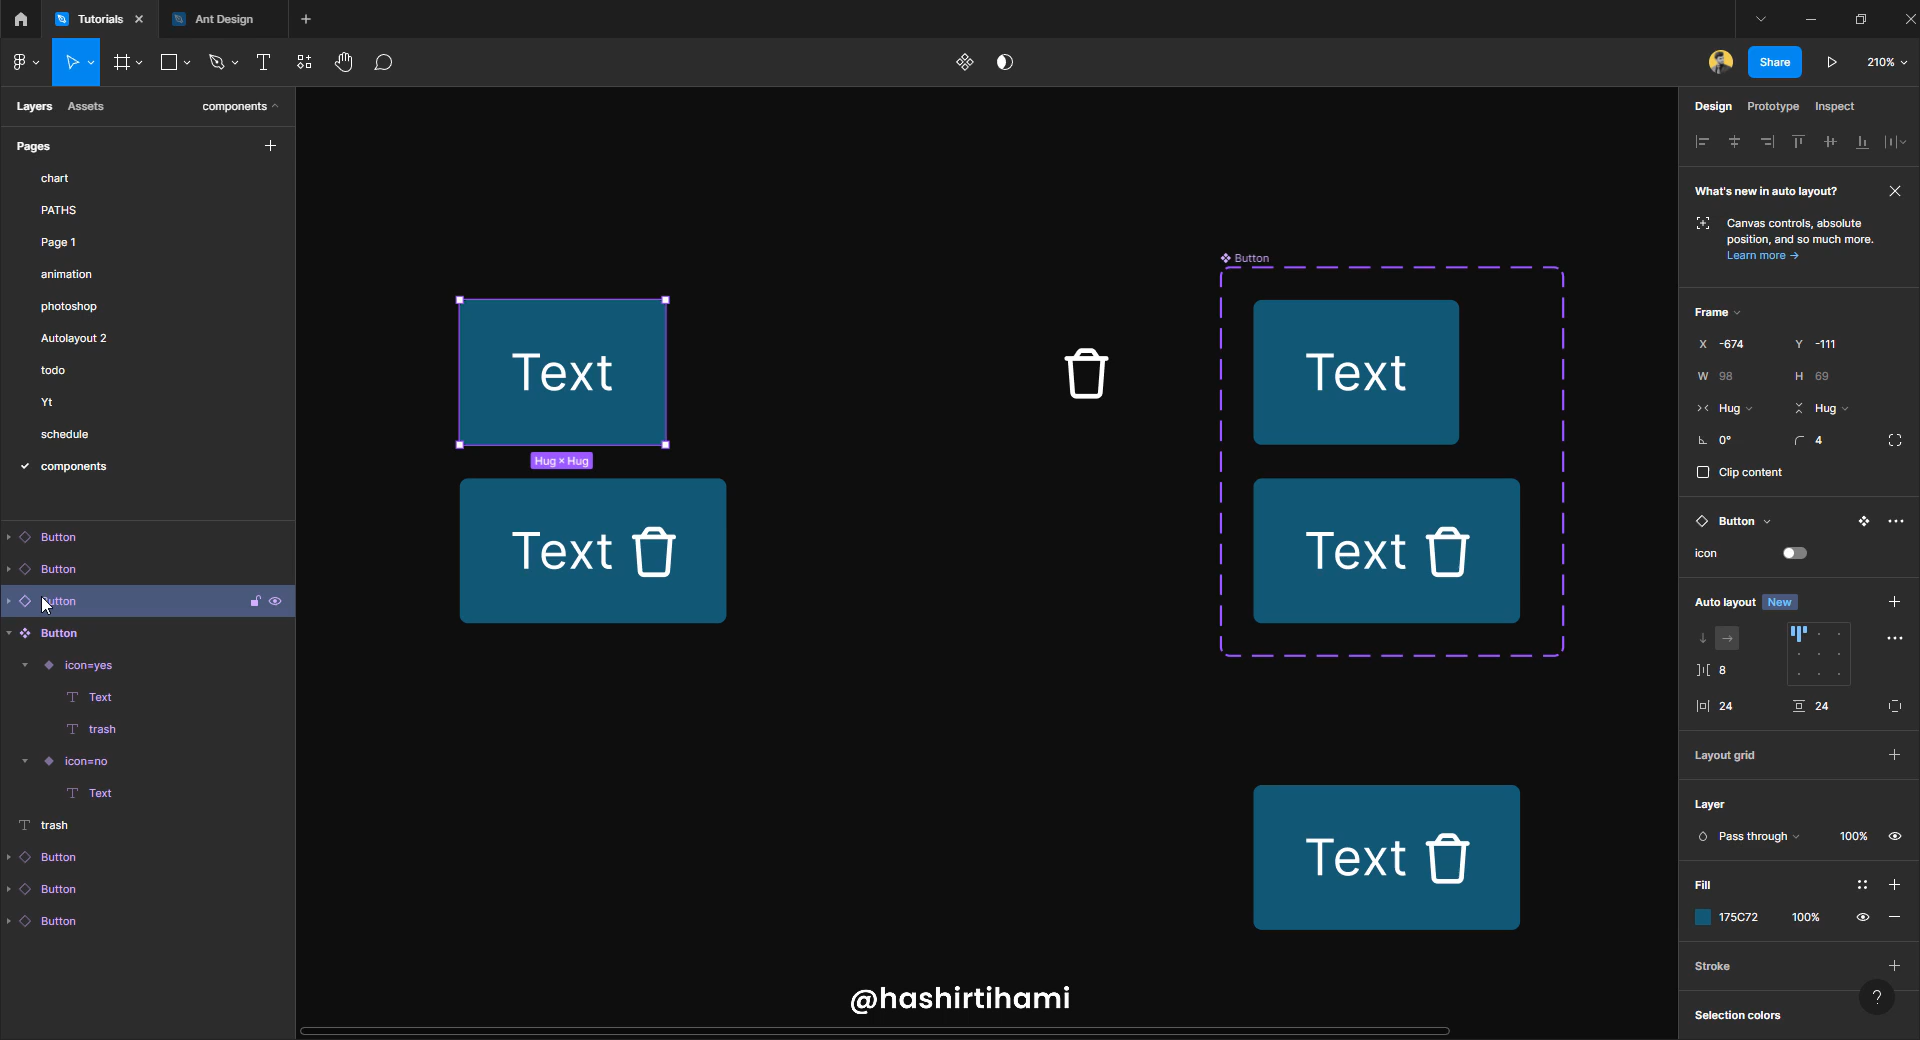 Tutorials
Ant Design
Share
210%
Layers
Assets
components
Pages
chart
PATHS
Page 1
animation
photoshop
Autolayout 2
todo
Yt
schedule
components
Button
Button
Button
icon=yes
Text
trash
icon=no
Text
trash
Button
Button
Button
Text
Hug × Hug
Text
Button
Text
Text
Text
@hashirtihami
Design
Prototype
Inspect
What's new in auto layout?
Canvas controls, absolute
position, and so much more.
Learn more →
Frame
X -674 Y -111
W 98 H 69
Hug Hug
0° 4
Clip content
Button
icon
Auto layout New
8
24 24
Layout grid
Layer
Pass through 100%
Fill
175C72 100%
Stroke
?
Selection colors